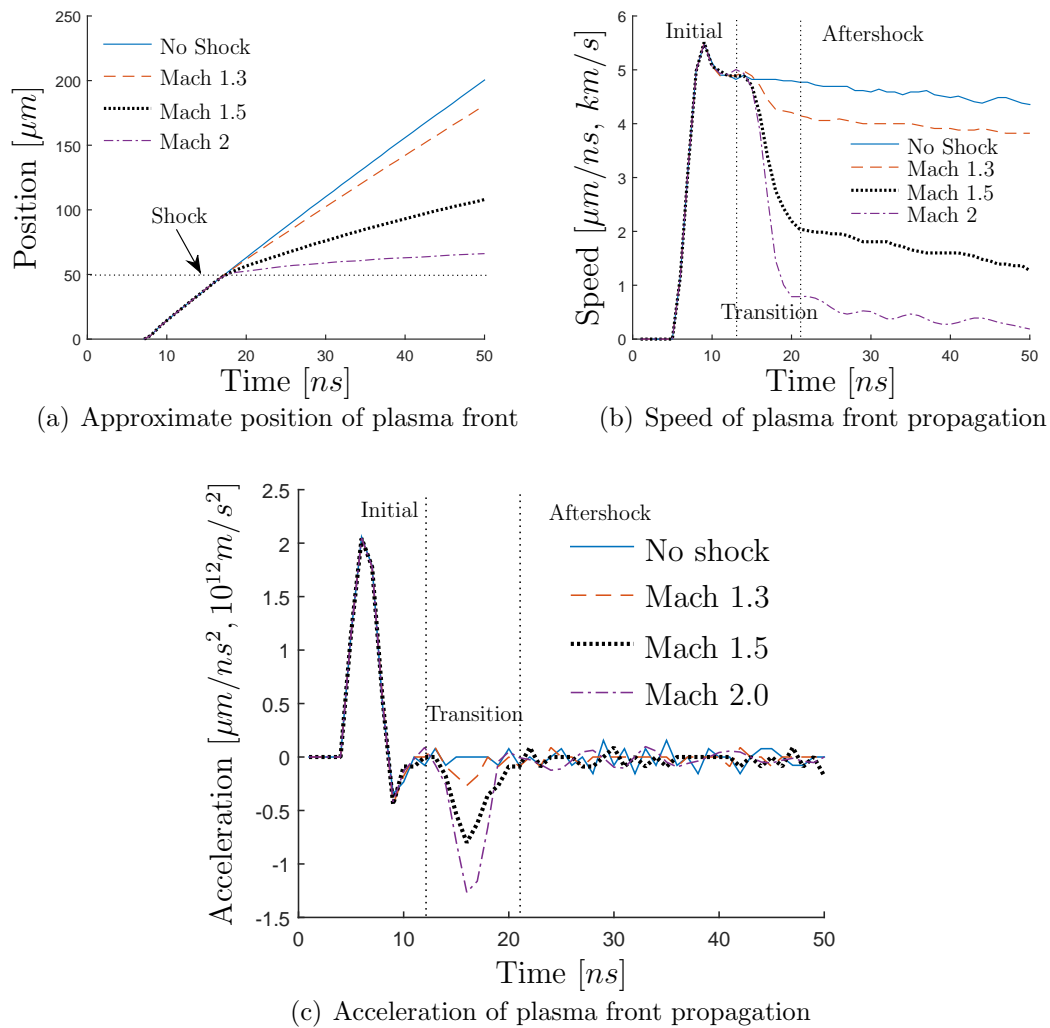 250
200
150
100
50
0
Position [μm]
No Shock
Mach 1.3
Mach 1.5
Mach 2
Shock
0 10 20 30 40 50
Time [ns]
(a) Approximate position of plasma front
6
5
4
3
2
1
0
Speed [μm/ns, km/s]
Initial
Aftershock
No Shock
Mach 1.3
Mach 1.5
Mach 2
Transition
0 10 20 30 40 50
Time [ns]
(b) Speed of plasma front propagation
2.5
2
1.5
1
0.5
0
-0.5
-1
-1.5
Acceleration [μm/ns², 10¹²m/s²]
Initial
Aftershock
No shock
Mach 1.3
Mach 1.5
Mach 2.0
Transition
0 10 20 30 40 50
Time [ns]
(c) Acceleration of plasma front propagation